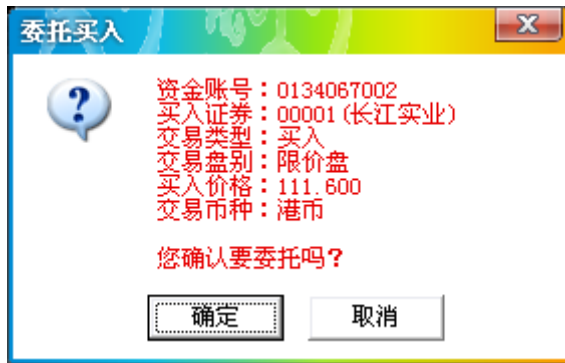 委托买入
资金账号：0134067002
买入证券：00001(长江实业)
交易类型：买入
交易盘别：限价盘
买入价格：111.600
交易币种：港币
您确认要委托吗?
确定
取消